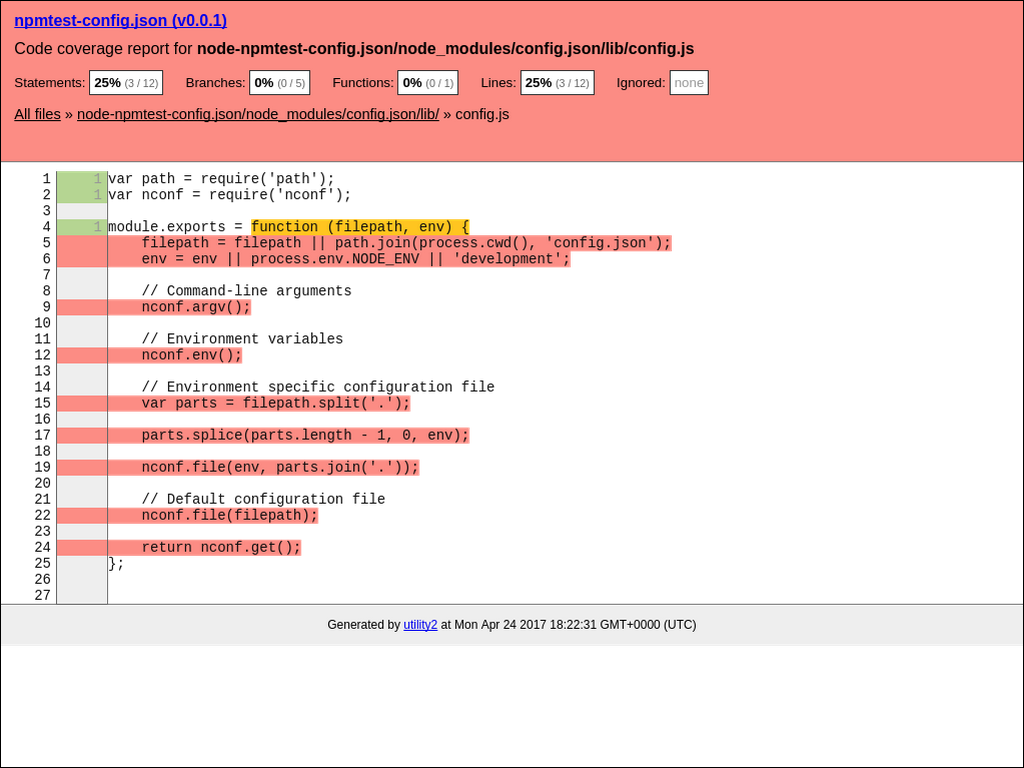 npmtest-config.json (v0.0.1)
Code coverage report for node-npmtest-config.json/node_modules/config.json/lib/config.js
Statements: 25% (3 / 12) Branches: 0% (0 / 5) Functions: 0% (0 / 1) Lines: 25% (3 / 12) Ignored: none
All files » node-npmtest-config.json/node_modules/config.json/lib/ » config.js
1 1 var path = require('path');
2 1 var nconf = require('nconf');
3
4 1 module.exports = function (filepath, env) {
5     filepath = filepath || path.join(process.cwd(), 'config.json');
6     env = env || process.env.NODE_ENV || 'development';
7
8     // Command-line arguments
9     nconf.argv();
10
11     // Environment variables
12     nconf.env();
13
14     // Environment specific configuration file
15     var parts = filepath.split('.');
16
17     parts.splice(parts.length - 1, 0, env);
18
19     nconf.file(env, parts.join('.'));
20
21     // Default configuration file
22     nconf.file(filepath);
23
24     return nconf.get();
25 };
26
27
Generated by utility2 at Mon Apr 24 2017 18:22:31 GMT+0000 (UTC)